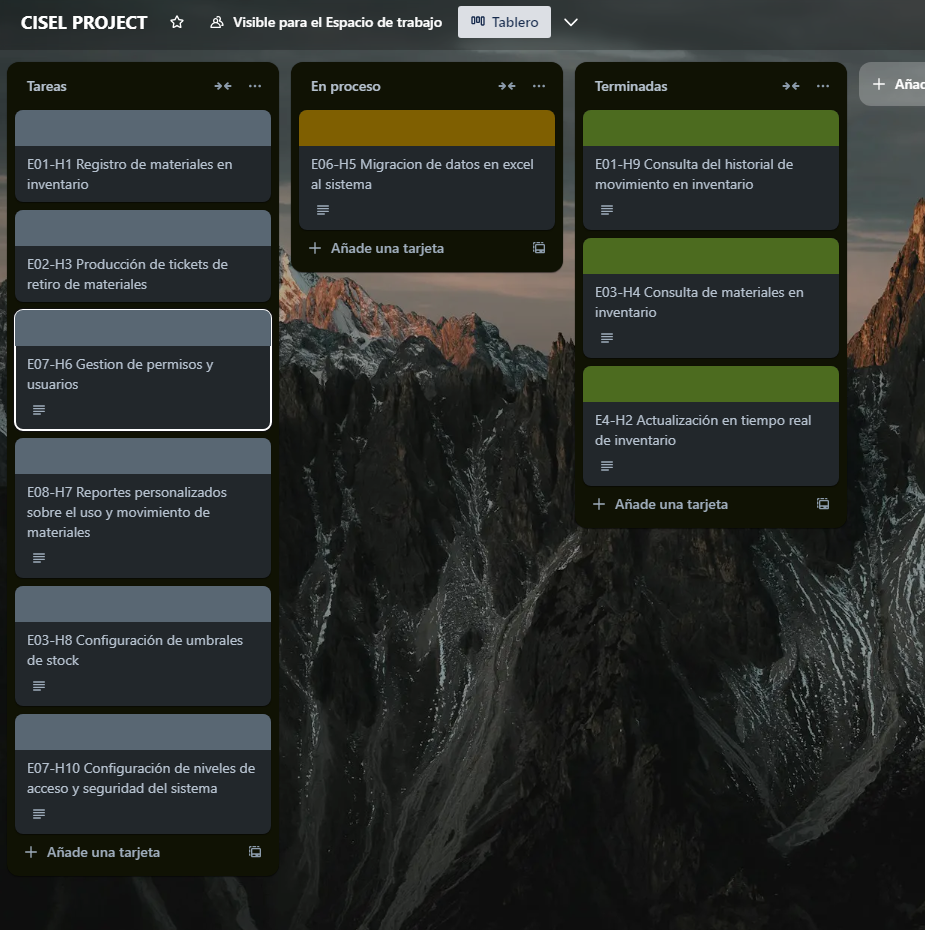 CISEL PROJECT
Visible para el Espacio de trabajo
Tablero
Tareas
E01-H1 Registro de materiales en
inventario
E02-H3 Producción de tickets de
retiro de materiales
E07-H6 Gestion de permisos y
usuarios
E08-H7 Reportes personalizados
sobre el uso y movimiento de
materiales
E03-H8 Configuración de umbrales
de stock
E07-H10 Configuración de niveles de
acceso y seguridad del sistema
Añade una tarjeta
En proceso
E06-H5 Migracion de datos en excel
al sistema
Añade una tarjeta
Terminadas
E01-H9 Consulta del historial de
movimiento en inventario
E03-H4 Consulta de materiales en
inventario
E4-H2 Actualización en tiempo real
de inventario
Añade una tarjeta
Añad